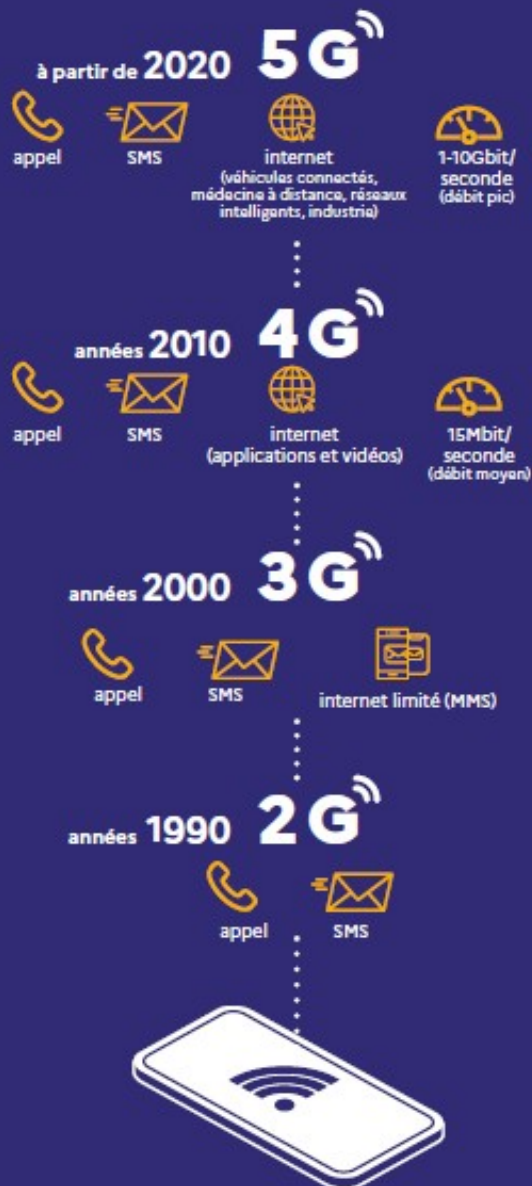 à partir de 2020 5G
appel
SMS
internet
(véhicules connectés,
médecine à distance, réseaux
intelligents, industrie)
1-10Gbit/
seconde
(débit pic)
années 2010 4G
appel
SMS
internet
(applications et vidéos)
15Mbit/
seconde
(débit moyen)
années 2000 3G
appel
SMS
internet limité (MMS)
années 1990 2G
appel
SMS